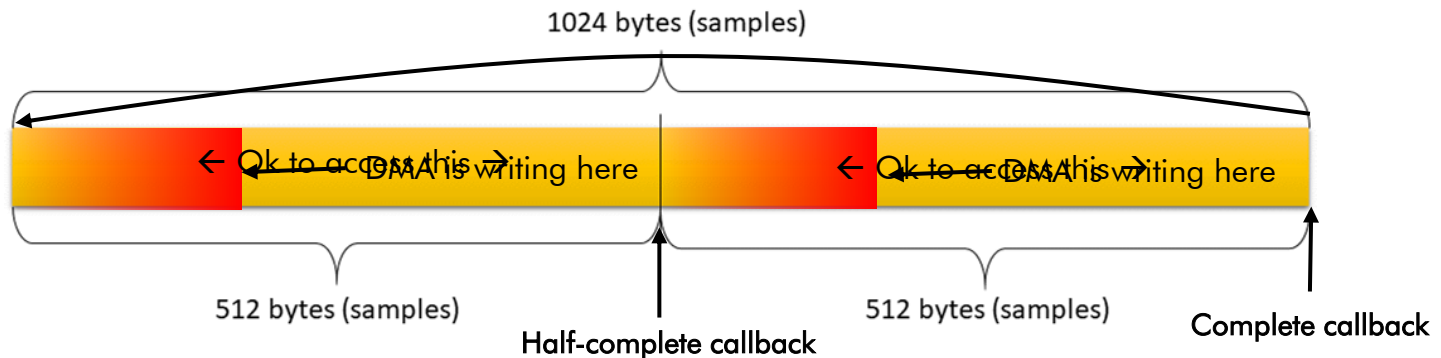 1024 bytes (samples)
← Ok to access this →
DMA is writing here
← Ok to access this →
DMA is writing here
512 bytes (samples)
512 bytes (samples)
Half-complete callback
Complete callback